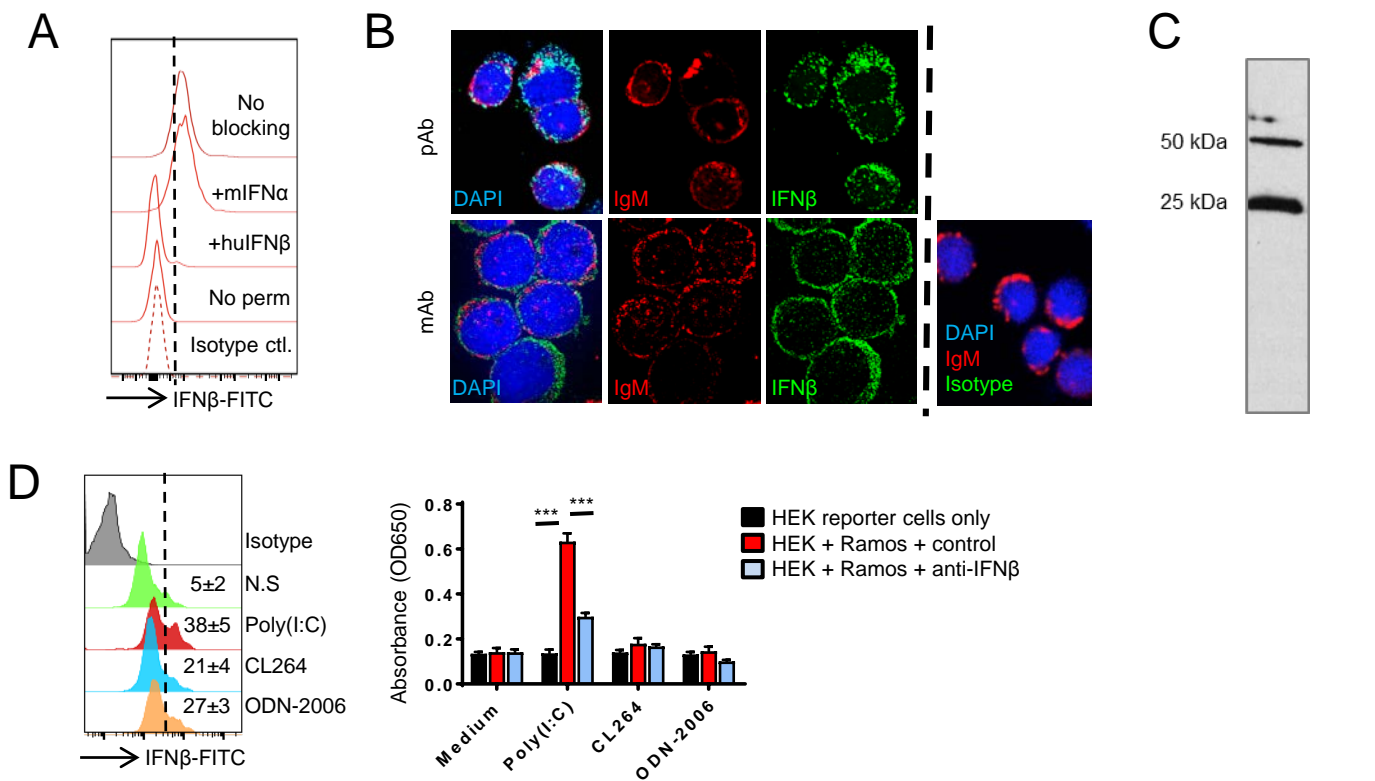 A
No
blocking
+mIFNα
+huIFNβ
No perm
Isotype ctl.
IFNβ-FITC
B
pAb
DAPI
IgM
IFNβ
mAb
DAPI
IgM
IFNβ
DAPI
IgM
Isotype
C
50 kDa
25 kDa
D
Isotype
5±2 N.S
38±5 Poly(I:C)
21±4 CL264
27±3 ODN-2006
IFNβ-FITC
Absorbance (OD650)
0.8
0.6
0.4
0.2
0.0
***
***
Medium
Poly(I:C)
CL264
ODN-2006
HEK reporter cells only
HEK + Ramos + control
HEK + Ramos + anti-IFNβ